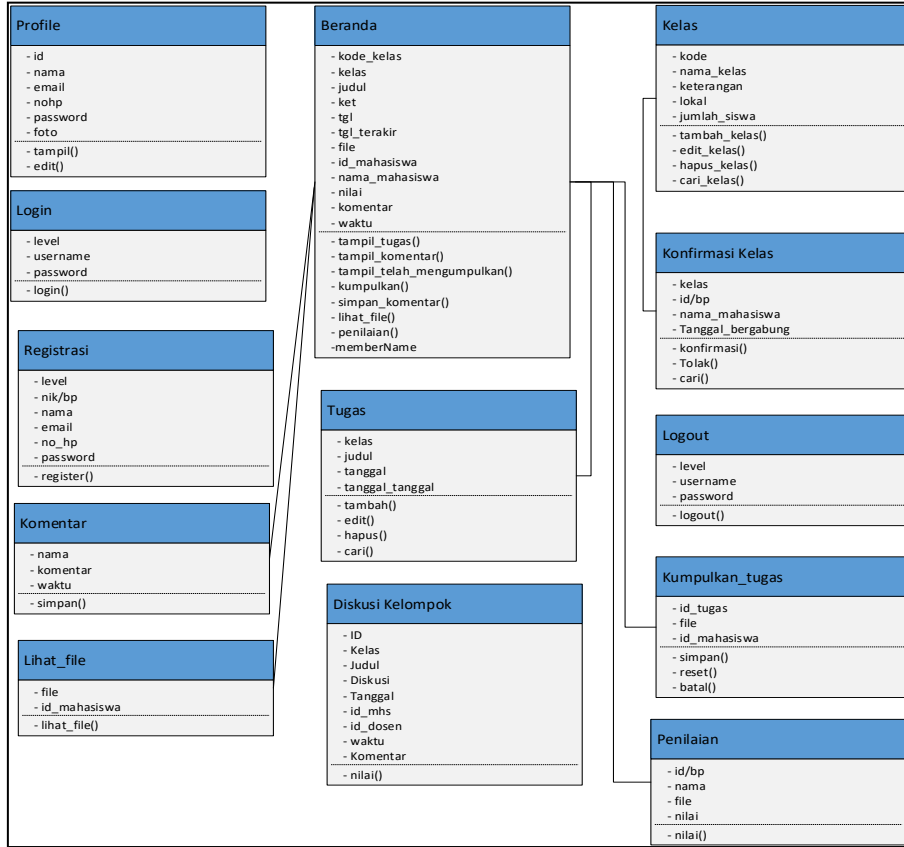 Profile
- id
- nama
- email
- nohp
- password
- foto
- tampil()
- edit()
Login
- level
- username
- password
- login()
Registrasi
- level
- nik/bp
- nama
- email
- no_hp
- password
- register()
Komentar
- nama
- komentar
- waktu
- simpan()
Lihat_file
- file
- id_mahasiswa
- lihat_file()
Beranda
- kode_kelas
- kelas
- judul
- ket
- tgl
- tgl_terakir
- file
- id_mahasiswa
- nama_mahasiswa
- nilai
- komentar
- waktu
- tampil_tugas()
- tampil_komentar()
- tampil_telah_mengumpulkan()
- kumpulkan()
- simpan_komentar()
- lihat_file()
- penilaian()
-memberName
Tugas
- kelas
- judul
- tanggal
- tanggal_tanggal
- tambah()
- edit()
- hapus()
- cari()
Diskusi Kelompok
- ID
- Kelas
- Judul
- Diskusi
- Tanggal
- id_mhs
- id_dosen
- waktu
- Komentar
- nilai()
Kelas
- kode
- nama_kelas
- keterangan
- lokal
- jumlah_siswa
- tambah_kelas()
- edit_kelas()
- hapus_kelas()
- cari_kelas()
Konfirmasi Kelas
- kelas
- id/bp
- nama_mahasiswa
- Tanggal_bergabung
- konfirmasi()
- Tolak()
- cari()
Logout
- level
- username
- password
- logout()
Kumpulkan_tugas
- id_tugas
- file
- id_mahasiswa
- simpan()
- reset()
- batal()
Penilaian
- id/bp
- nama
- file
- nilai
- nilai()